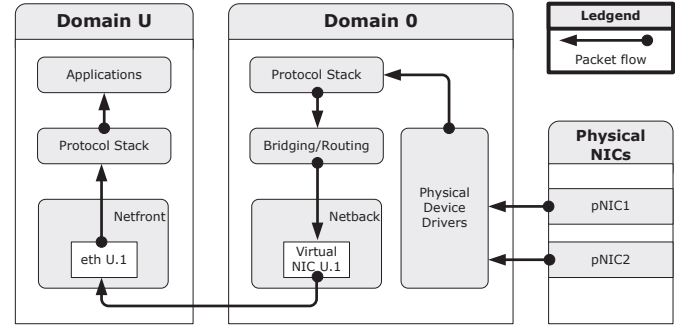 Domain U
Applications
Protocol Stack
Netfront
eth U.1
Domain 0
Protocol Stack
Bridging/Routing
Netback
Virtual
NIC U.1
Physical
Device
Drivers
Ledgend
Packet flow
Physical
NICs
pNIC1
pNIC2